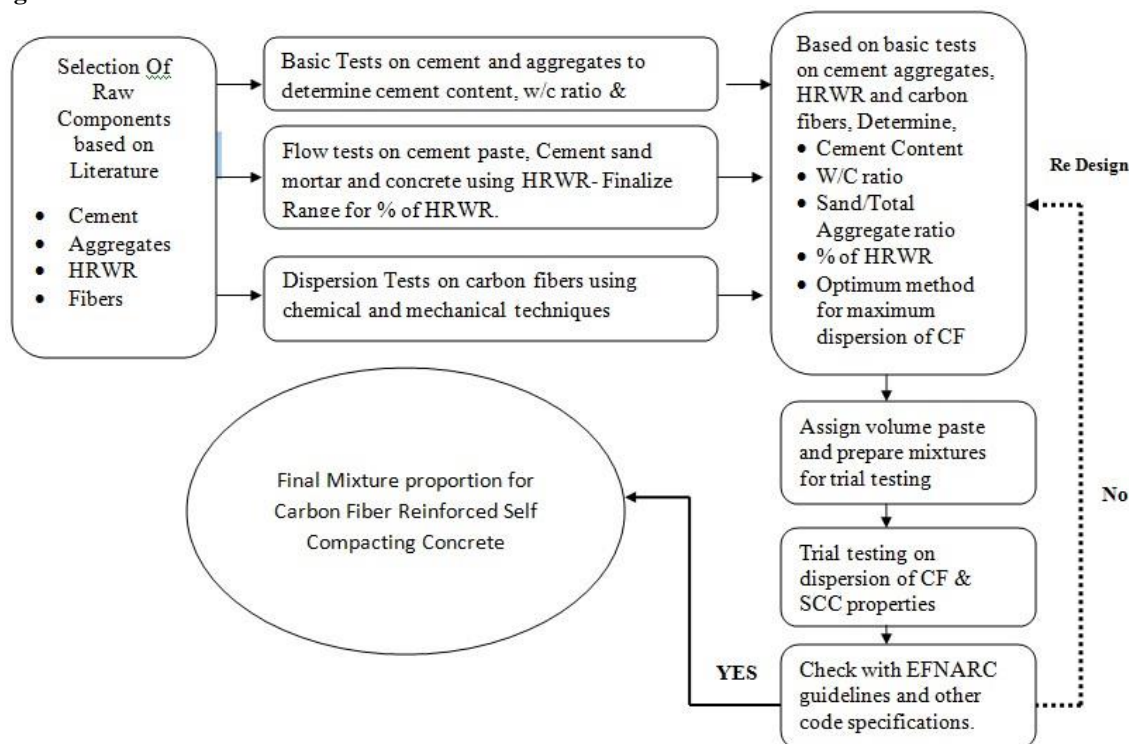 Selection Of
Raw
Components
based on
Literature
• Cement
• Aggregates
• HRWR
• Fibers
Basic Tests on cement and aggregates to
determine cement content, w/c ratio &
Flow tests on cement paste, Cement sand
mortar and concrete using HRWR- Finalize
Range for % of HRWR.
Dispersion Tests on carbon fibers using
chemical and mechanical techniques
Based on basic tests
on cement aggregates,
HRWR and carbon
fibers, Determine,
• Cement Content
• W/C ratio
• Sand/Total
Aggregate ratio
• % of HRWR
• Optimum method
for maximum
dispersion of CF
Re Design
Assign volume paste
and prepare mixtures
for trial testing
No
Trial testing on
dispersion of CF &
SCC properties
Check with EFNARC
guidelines and other
code specifications.
YES
Final Mixture proportion for
Carbon Fiber Reinforced Self
Compacting Concrete